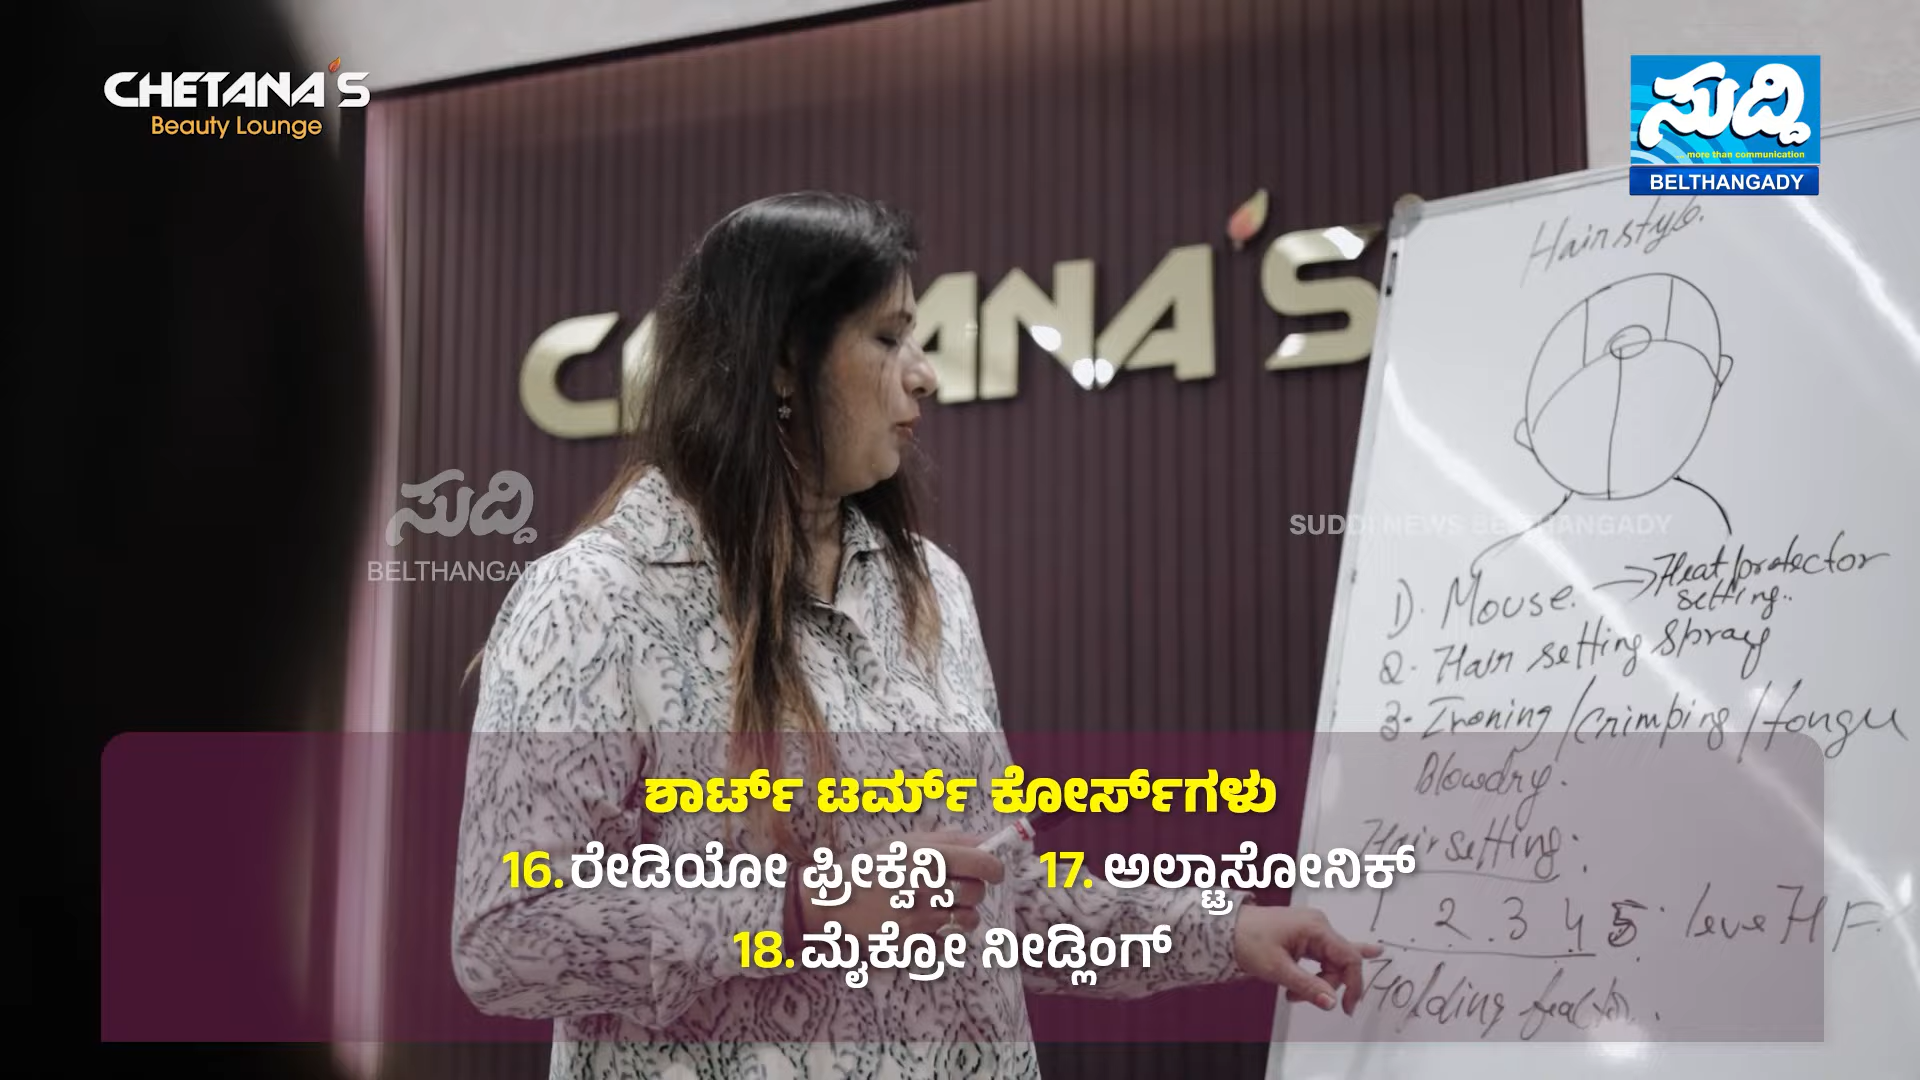 CHETANA'S
Beauty Lounge
ಸುದ್ದಿ
... more than communication
BELTHANGADY
CHETANA'S
Hairstyle.
ಸುದ್ದಿ
BELTHANGADY
SUDDI NEWS BELTHANGADY
1. Mouse. → Heat/protector
setting..
2. Hair setting Spray
3. Ironing / Crimping / Tongu
Blowdry.
Hair setting.
1 2 3 4 5 leve H F
Holding
ಶಾರ್ಟ್ ಟರ್ಮ್ ಕೋರ್ಸ್‌ಗಳು
16. ರೇಡಿಯೋ ಫ್ರೀಕ್ವೆನ್ಸಿ 17. ಅಲ್ಟ್ರಾಸೋನಿಕ್
18. ಮೈಕ್ರೋ ನೀಡ್ಲಿಂಗ್